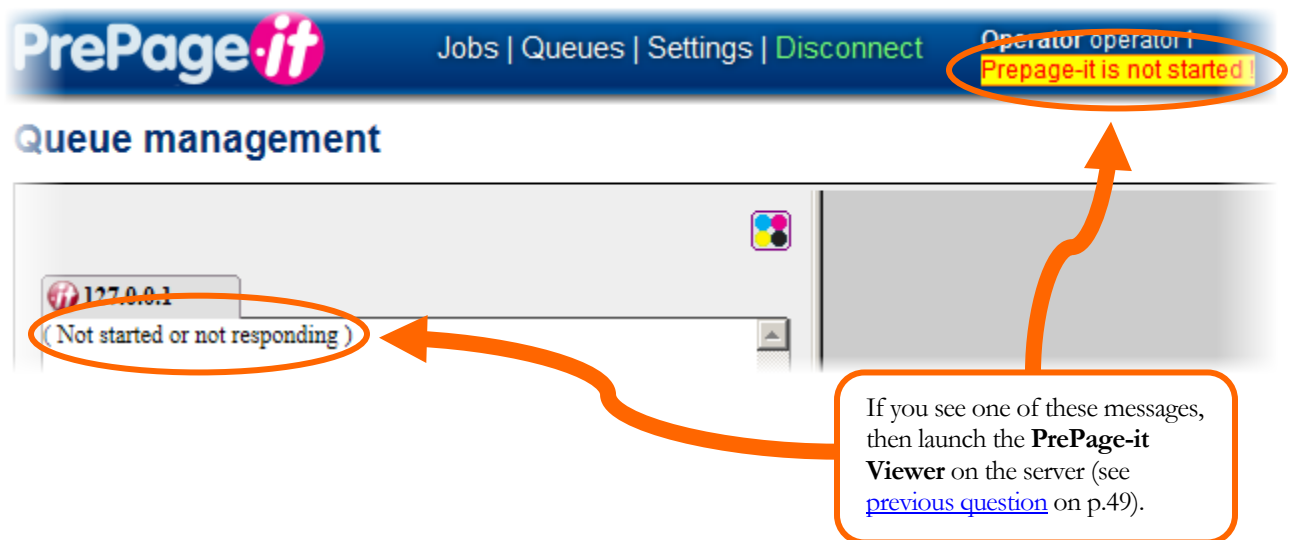 PrePage-it
Jobs | Queues | Settings | Disconnect
Operator operator1
Prepage-it is not started !
Queue management
it 127.0.0.1
( Not started or not responding )
If you see one of these messages,
then launch the PrePage-it
Viewer on the server (see
previous question on p.49).